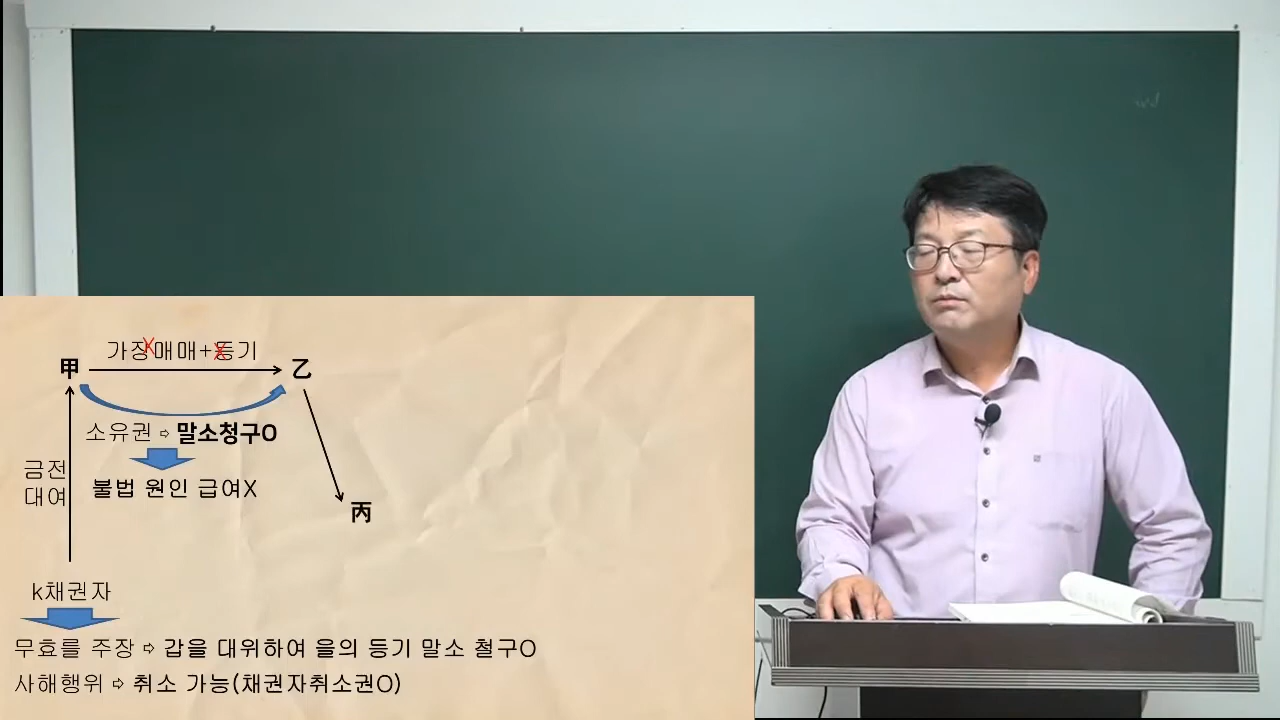 가장매매+등기
甲 乙
소유권 ⇨ 말소청구O
금전
대여
불법 원인 급여X
丙
k채권자
무효를 주장 ⇨ 갑을 대위하여 을의 등기 말소 철구O
사해행위 ⇨ 취소 가능(채권자취소권O)